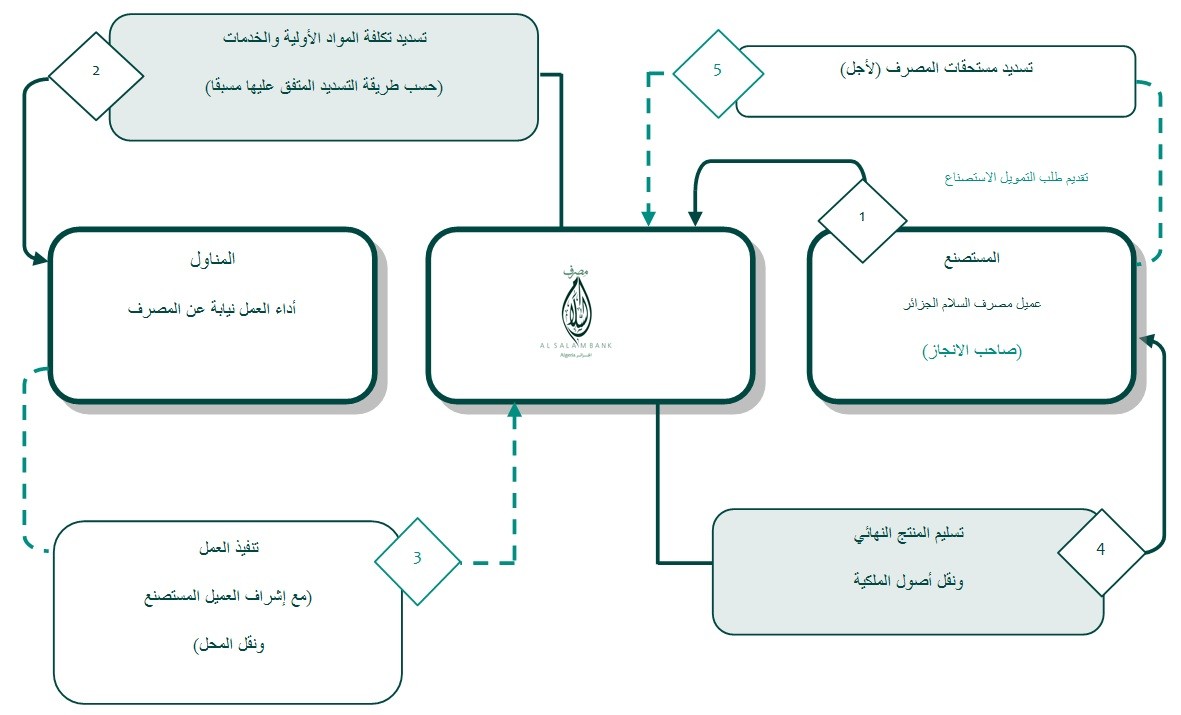 تسديد تكلفة المواد الأولية والخدمات
(حسب طريقة التسديد المتفق عليها مسبقا)
2
5
تسديد مستحقات المصرف (لأجل)
تقديم طلب التمويل الاستصناع
1
المستصنع
عميل مصرف السلام الجزائر
(صاحب الانجاز)
مصرف
السلام
AL SALAM BANK
Algeria الجزائر
المناول
أداء العمل نيابة عن المصرف
تسليم المنتج النهائي
ونقل أصول الملكية
4
تنفيذ العمل
(مع إشراف العميل المستصنع
ونقل المحل)
3